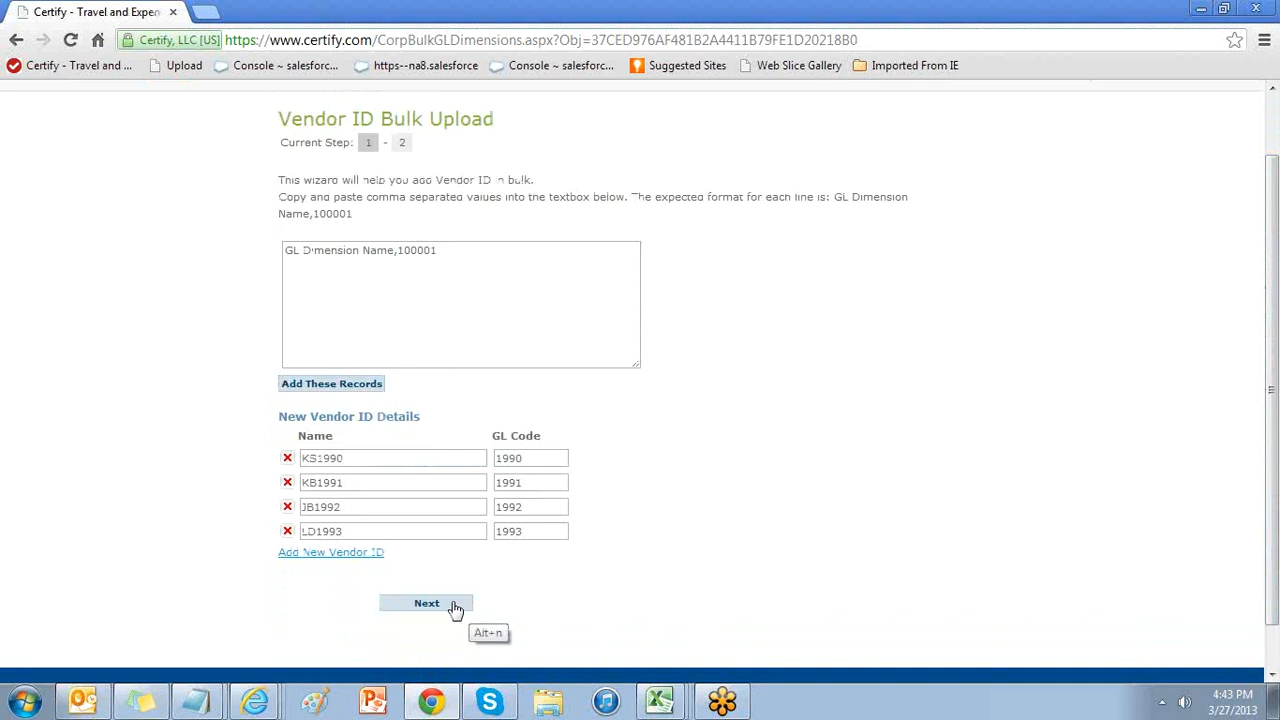 Certify - Travel and Expen
Certify, LLC [US] https://www.certify.com/CorpBulkGLDimensions.aspx?Obj=37CED976AF481B2A4411B79FE1D20218B0
Certify - Travel and ... Upload Console ~ salesforc... https--na8.salesforce Console ~ salesforc... Suggested Sites Web Slice Gallery Imported From IE
Vendor ID Bulk Upload
Current Step: 1 - 2
This wizard will help you add Vendor ID in bulk.
Copy and paste comma separated values into the textbox below. The expected format for each line is: GL Dimension
Name,100001
GL Dimension Name,100001
Add These Records
New Vendor ID Details
Name GL Code
KS1990 1990
KB1991 1991
JB1992 1992
LD1993 1993
Add New Vendor ID
Next
Alt+n
4:43 PM
3/27/2013